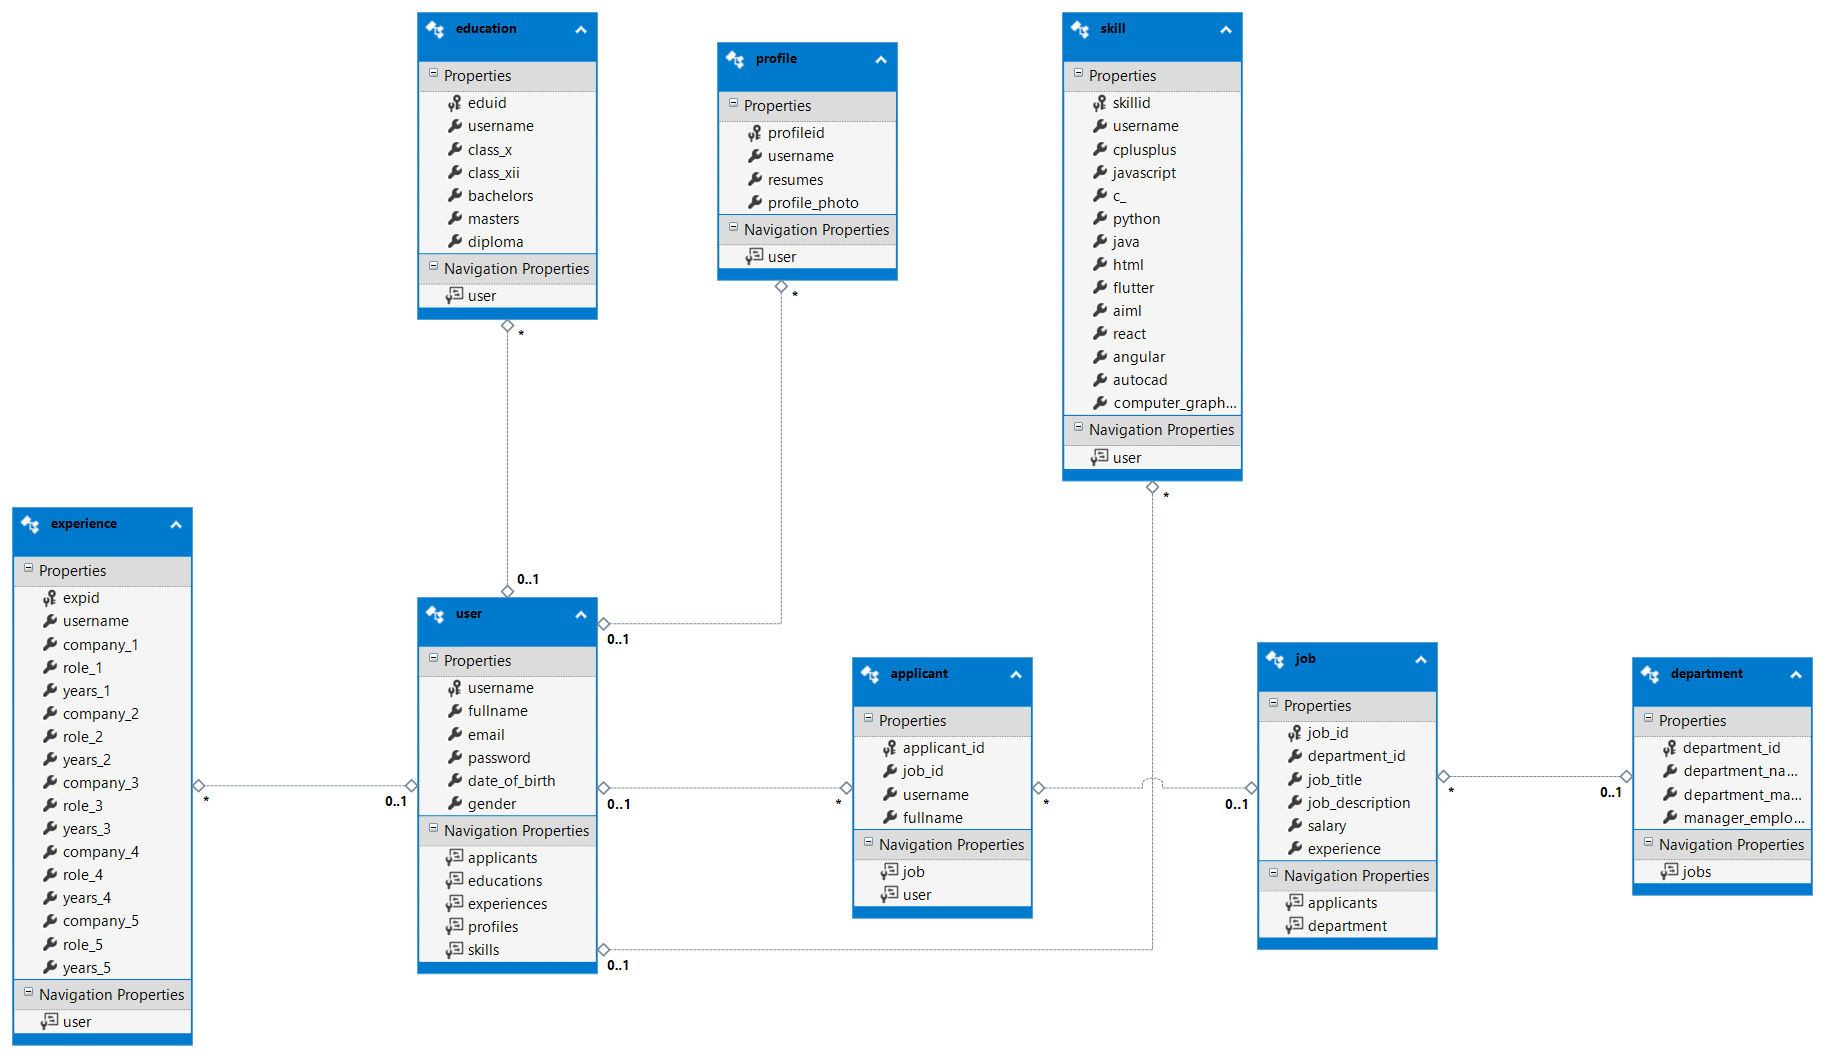 education
Properties
eduid
username
class_x
class_xii
bachelors
masters
diploma
Navigation Properties
user
*
0..1
profile
Properties
profileid
username
resumes
profile_photo
Navigation Properties
user
*
0..1
skill
Properties
skillid
username
cplusplus
javascript
c_
python
java
html
flutter
aiml
react
angular
autocad
computer_graph...
Navigation Properties
user
*
experience
Properties
expid
username
company_1
role_1
years_1
company_2
role_2
years_2
company_3
role_3
years_3
company_4
role_4
years_4
company_5
role_5
years_5
Navigation Properties
user
*
0..1
user
Properties
username
fullname
email
password
date_of_birth
gender
Navigation Properties
applicants
educations
experiences
profiles
skills
0..1
*
0..1
applicant
Properties
applicant_id
job_id
username
fullname
Navigation Properties
job
user
*
0..1
job
Properties
job_id
department_id
job_title
job_description
salary
experience
Navigation Properties
applicants
department
*
0..1
department
Properties
department_id
department_na...
department_ma...
manager_emplo...
Navigation Properties
jobs